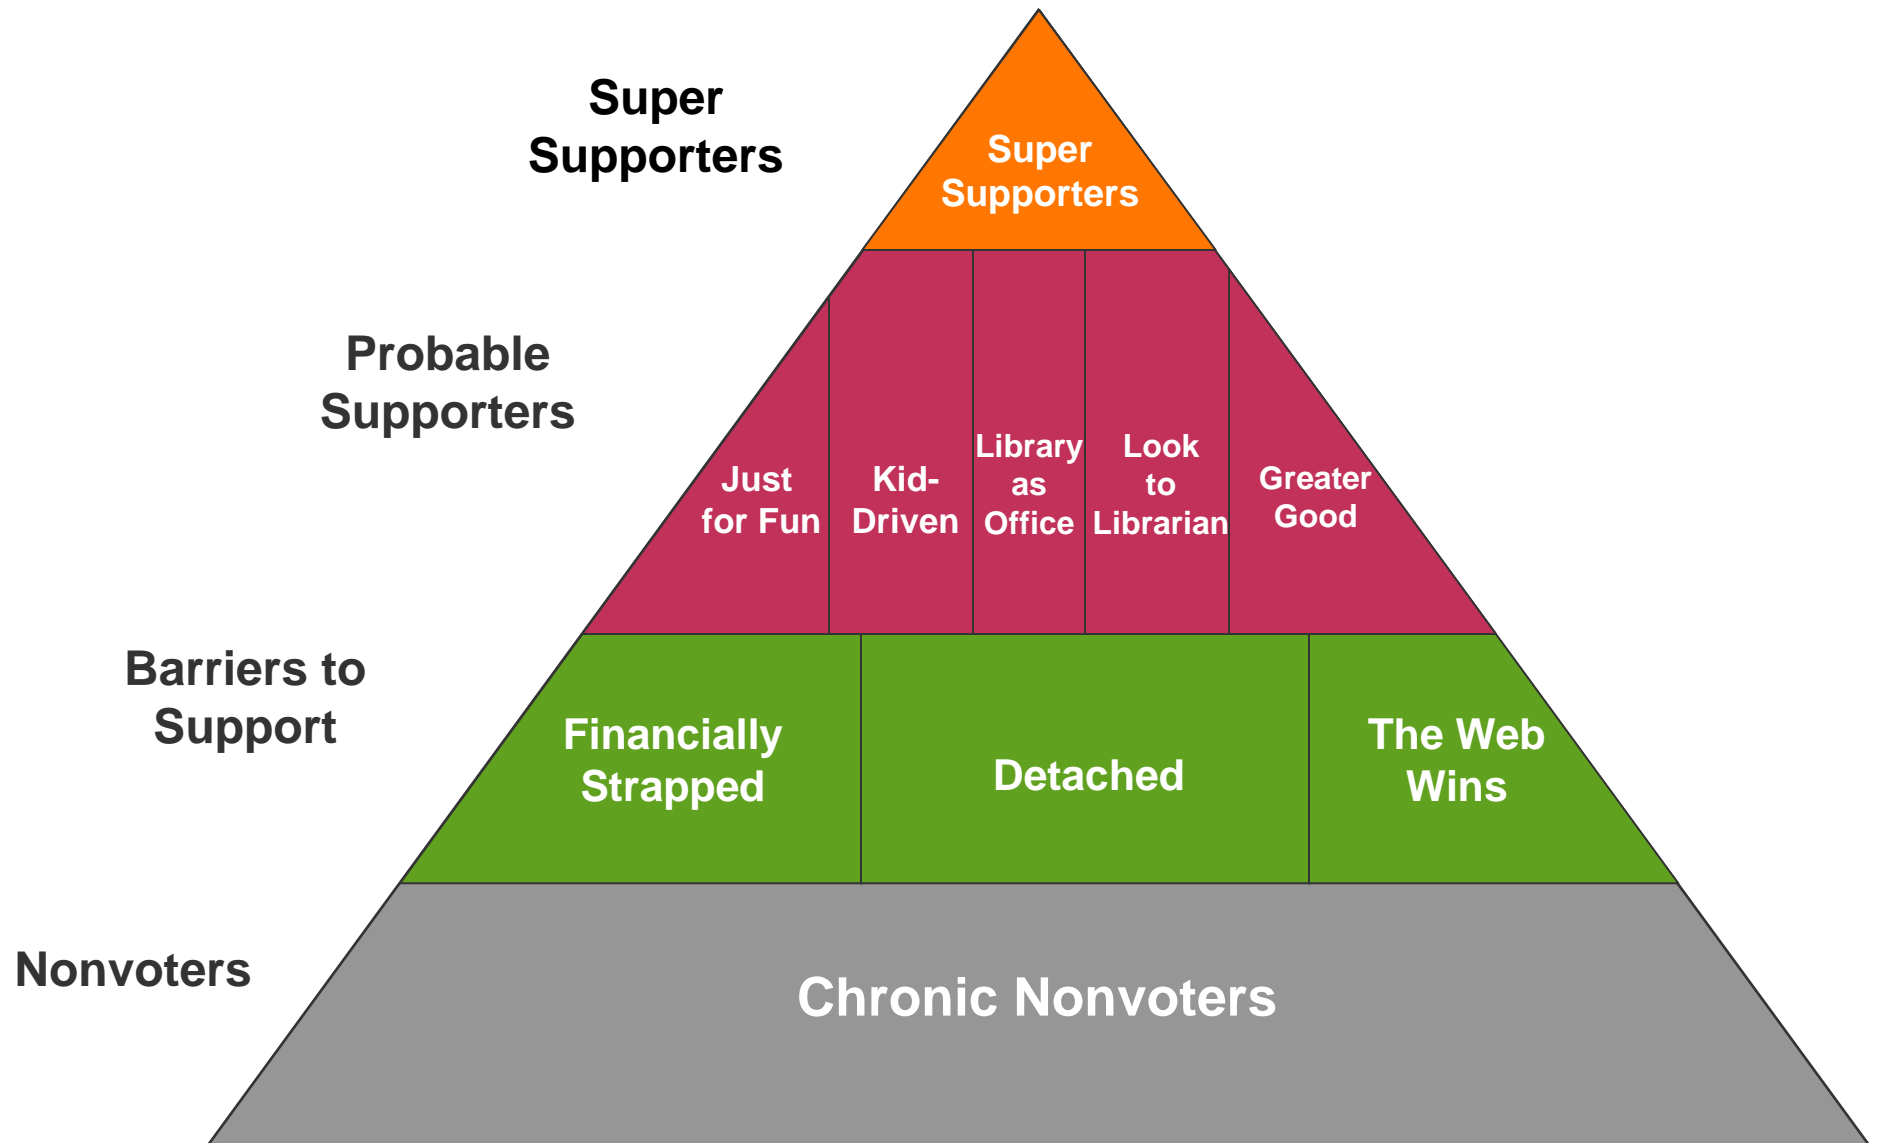 Super
Supporters
Super
Supporters
Probable
Supporters
Just
for Fun
Kid-
Driven
Library
as
Office
Look
to
Librarian
Greater
Good
Barriers to
Support
Financially
Strapped
Detached
The Web
Wins
Nonvoters
Chronic Nonvoters